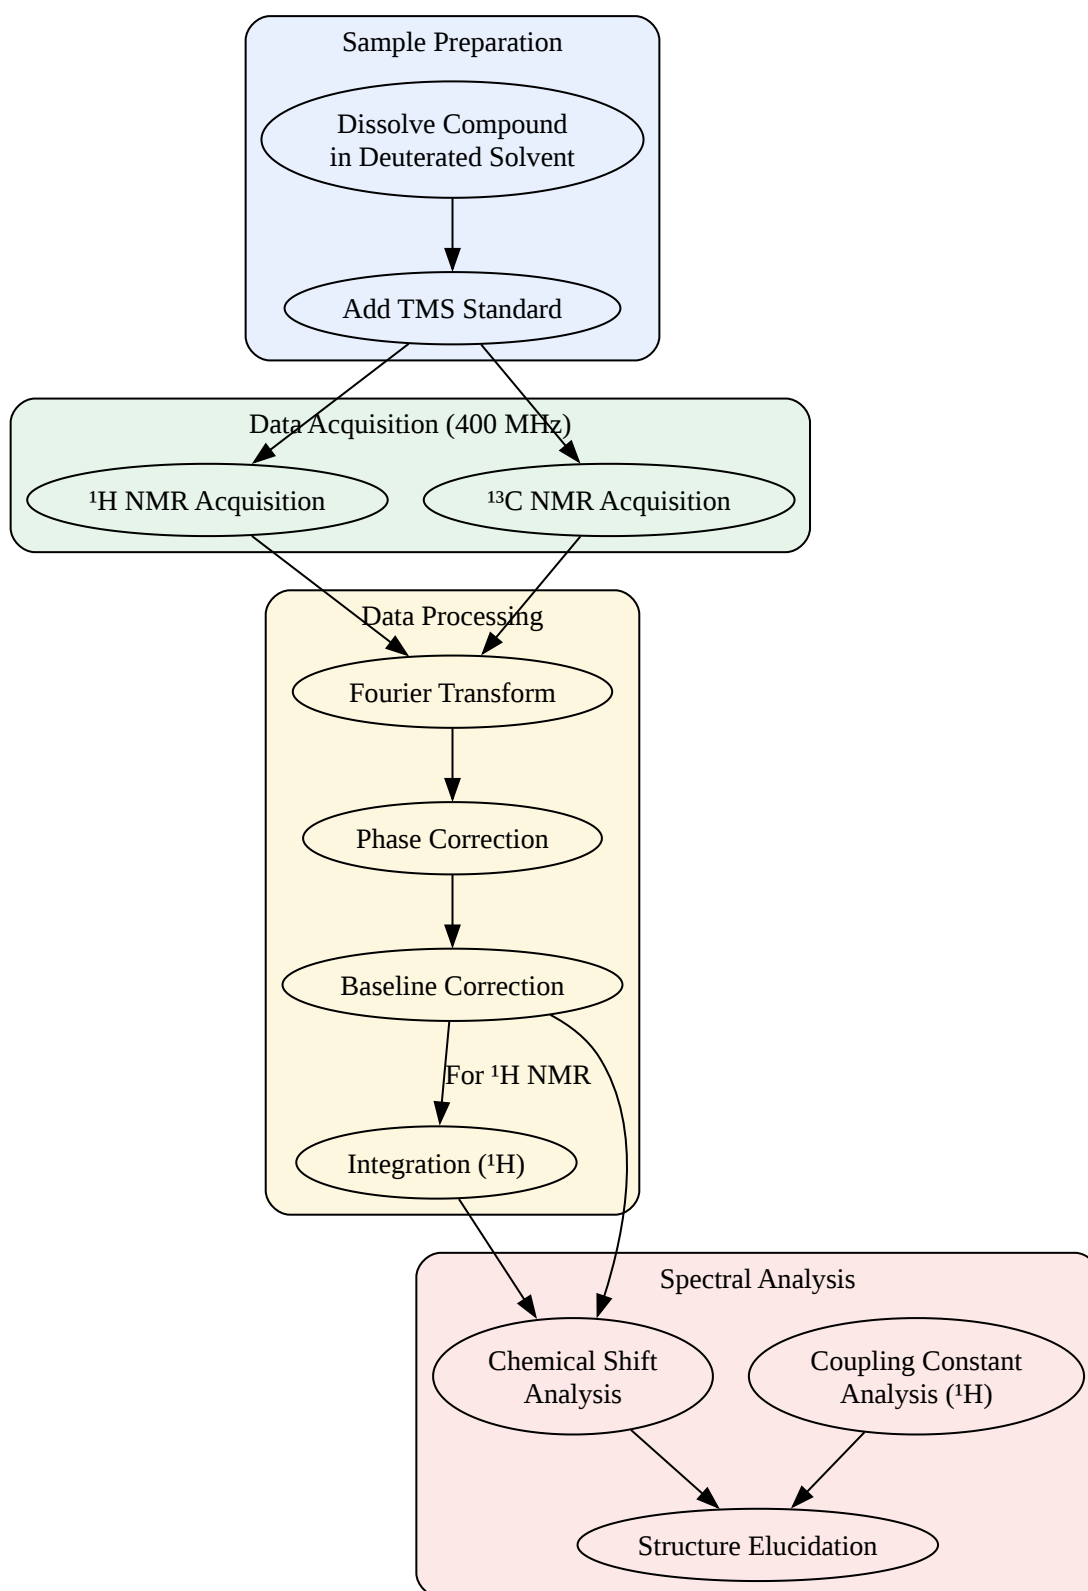 Sample Preparation
Dissolve Compound
in Deuterated Solvent
Add TMS Standard
Data Acquisition (400 MHz)
¹H NMR Acquisition
¹³C NMR Acquisition
Data Processing
Fourier Transform
Phase Correction
Baseline Correction
For ¹H NMR
Integration (¹H)
Spectral Analysis
Chemical Shift
Analysis
Coupling Constant
Analysis (¹H)
Structure Elucidation